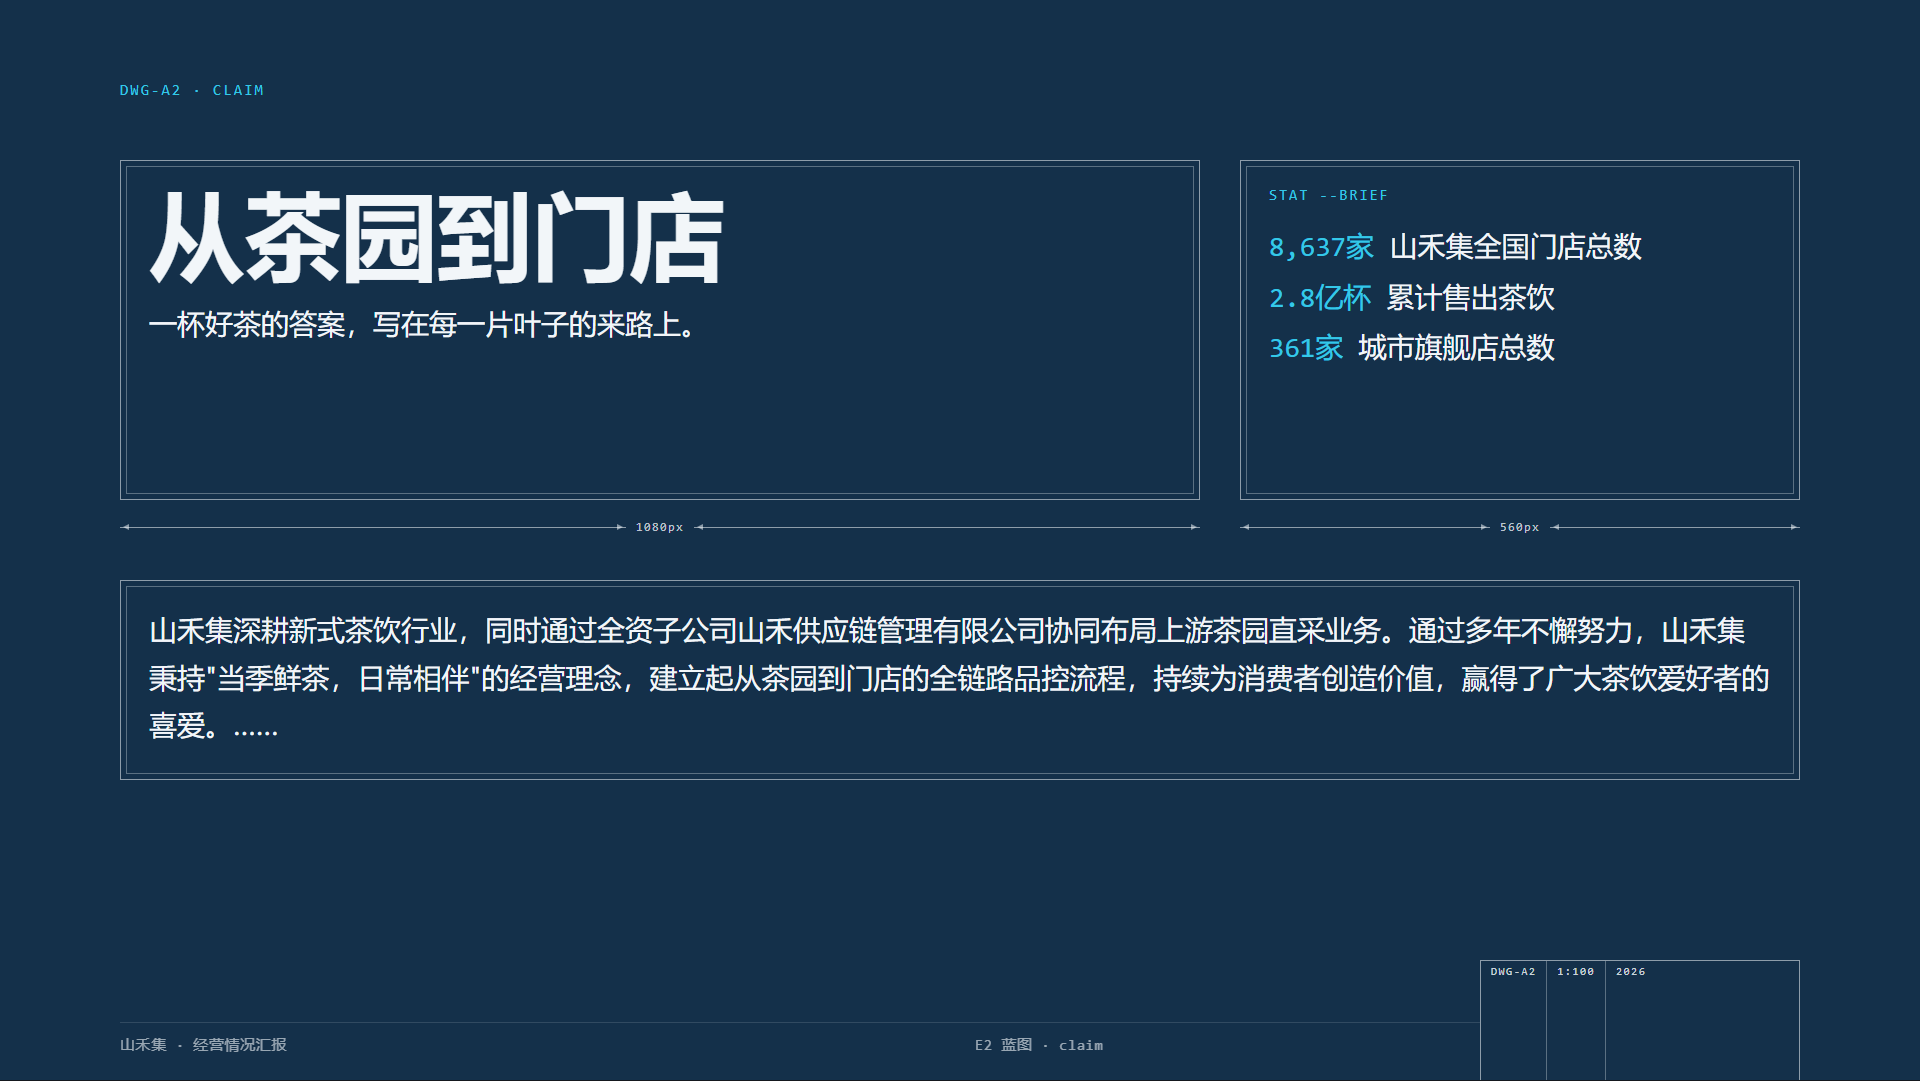 DWG-A2 · CLAIM
从茶园到门店
一杯好茶的答案，写在每一片叶子的来路上。
STAT --BRIEF
8,637家 山禾集全国门店总数
2.8亿杯 累计售出茶饮
361家 城市旗舰店总数
1080px
560px
山禾集深耕新式茶饮行业，同时通过全资子公司山禾供应链管理有限公司协同布局上游茶园直采业务。通过多年不懈努力，山禾集
秉持"当季鲜茶，日常相伴"的经营理念，建立起从茶园到门店的全链路品控流程，持续为消费者创造价值，赢得了广大茶饮爱好者的
喜爱。……
DWG-A2 1:100 2026
山禾集 · 经营情况汇报
E2 蓝图 · claim